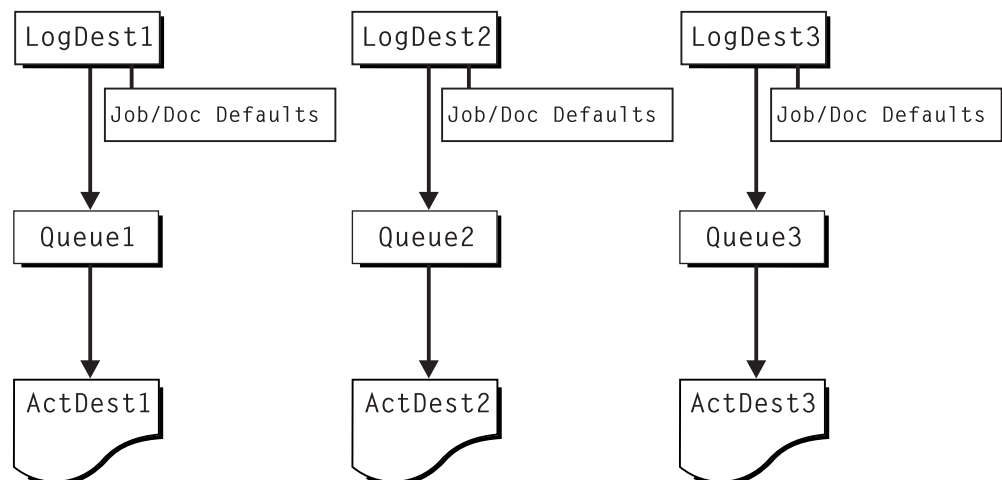 LogDest1
LogDest2
LogDest3
Job/Doc Defaults
Job/Doc Defaults
Job/Doc Defaults
Queue1
Queue2
Queue3
ActDest1
ActDest2
ActDest3